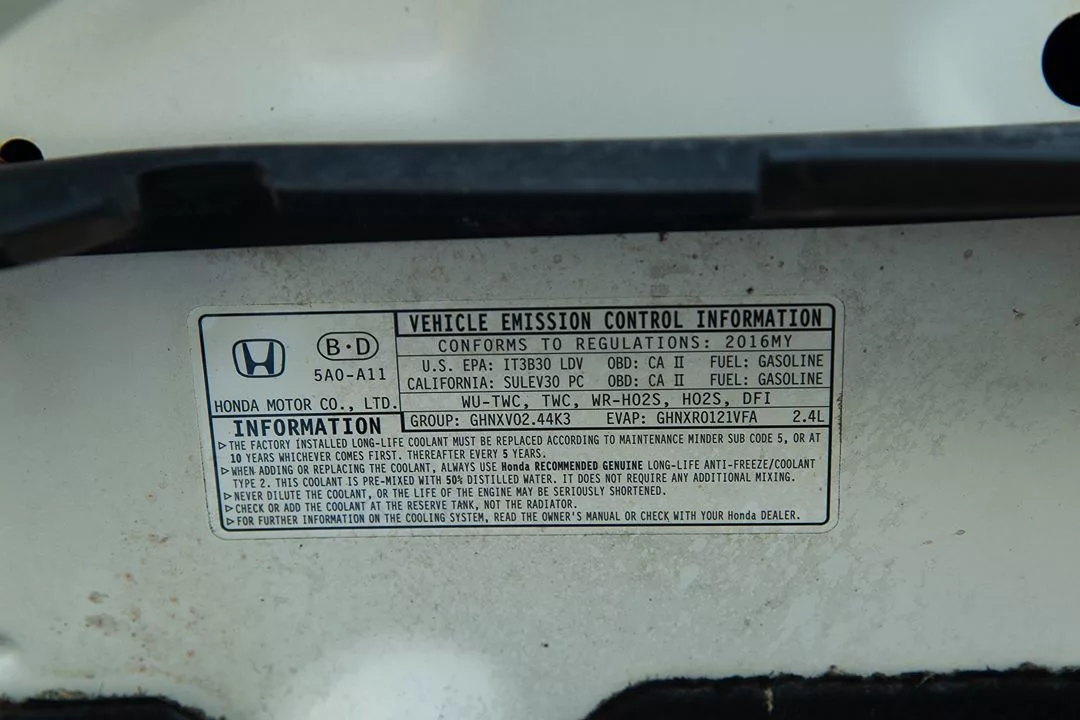 VEHICLE EMISSION CONTROL INFORMATION
CONFORMS TO REGULATIONS: 2016MY
B·D
5A0-A11
U.S. EPA: IT3B30 LDV OBD: CA II FUEL: GASOLINE
CALIFORNIA: SULEV30 PC OBD: CA II FUEL: GASOLINE
HONDA MOTOR CO., LTD.
WU-TWC, TWC, WR-HO2S, HO2S, DFI
GROUP: GHNXV02.44K3 EVAP: GHNXR0121VFA 2.4L
INFORMATION
▷THE FACTORY INSTALLED LONG-LIFE COOLANT MUST BE REPLACED ACCORDING TO MAINTENANCE MINDER SUB CODE 5, OR AT
10 YEARS WHICHEVER COMES FIRST. THEREAFTER EVERY 5 YEARS.
▷WHEN ADDING OR REPLACING THE COOLANT, ALWAYS USE Honda RECOMMENDED GENUINE LONG-LIFE ANTI-FREEZE/COOLANT
TYPE 2. THIS COOLANT IS PRE-MIXED WITH 50% DISTILLED WATER. IT DOES NOT REQUIRE ANY ADDITIONAL MIXING.
▷NEVER DILUTE THE COOLANT, OR THE LIFE OF THE ENGINE MAY BE SERIOUSLY SHORTENED.
▷CHECK OR ADD THE COOLANT AT THE RESERVE TANK, NOT THE RADIATOR.
▷FOR FURTHER INFORMATION ON THE COOLING SYSTEM, READ THE OWNER'S MANUAL OR CHECK WITH YOUR Honda DEALER.